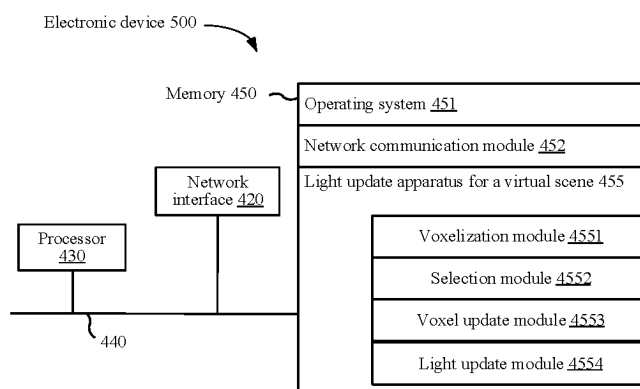 Electronic device 500
Memory 450
Operating system 451
Network communication module 452
Light update apparatus for a virtual scene 455
Network
interface 420
Processor
430
Voxelization module 4551
Selection module 4552
Voxel update module 4553
Light update module 4554
440